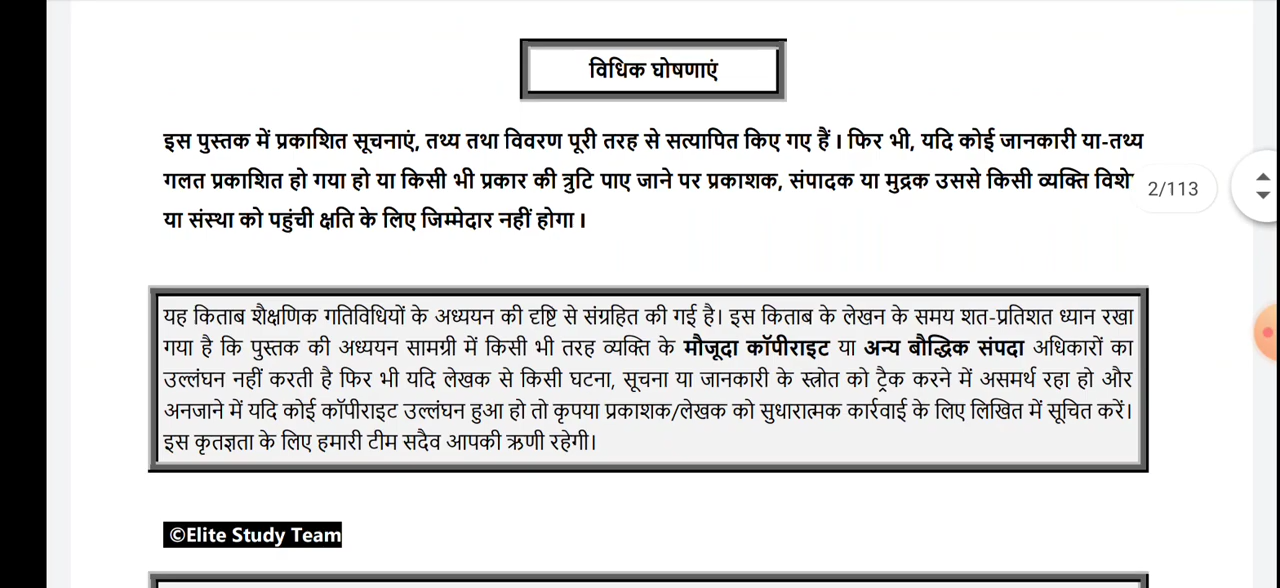 विधिक घोषणाएं
इस पुस्तक में प्रकाशित सूचनाएं, तथ्य तथा विवरण पूरी तरह से सत्यापित किए गए हैं । फिर भी, यदि कोई जानकारी या-तथ्य
गलत प्रकाशित हो गया हो या किसी भी प्रकार की त्रुटि पाए जाने पर प्रकाशक, संपादक या मुद्रक उससे किसी व्यक्ति
2/113
या संस्था को पहुंची क्षति के लिए जिम्मेदार नहीं होगा ।
यह किताब शैक्षणिक गतिविधियों के अध्ययन की दृष्टि से संग्रहित की गई है। इस किताब के लेखन के समय शत-प्रतिशत ध्यान रखा
गया है कि पुस्तक की अध्ययन सामग्री में किसी भी तरह व्यक्ति के मौजूदा कॉपीराइट या अन्य बौद्धिक संपदा अधिकारों का
उल्लंघन नहीं करती है फिर भी यदि लेखक से किसी घटना, सूचना या जानकारी के स्त्रोत को ट्रैक करने में असमर्थ रहा हो और
अनजाने में यदि कोई कॉपीराइट उल्लंघन हुआ हो तो कृपया प्रकाशक/लेखक को सुधारात्मक कार्रवाई के लिए लिखित में सूचित करें।
इस कृतज्ञता के लिए हमारी टीम सदैव आपकी ऋणी रहेगी।
©Elite Study Team